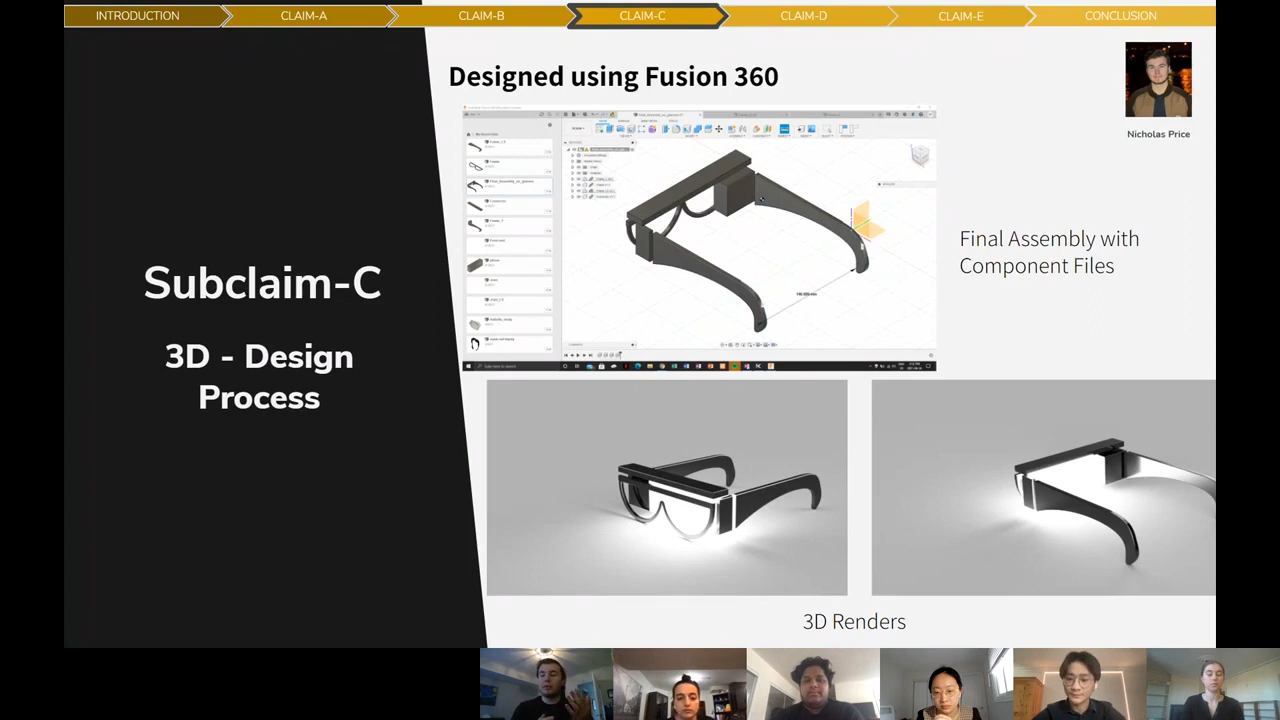 INTRODUCTION
CLAIM-A
CLAIM-B
CLAIM-C
CLAIM-D
CLAIM-E
CONCLUSION
Designed using Fusion 360
Nicholas Price
Final Assembly with
Component Files
Subclaim-C
3D - Design
Process
3D Renders